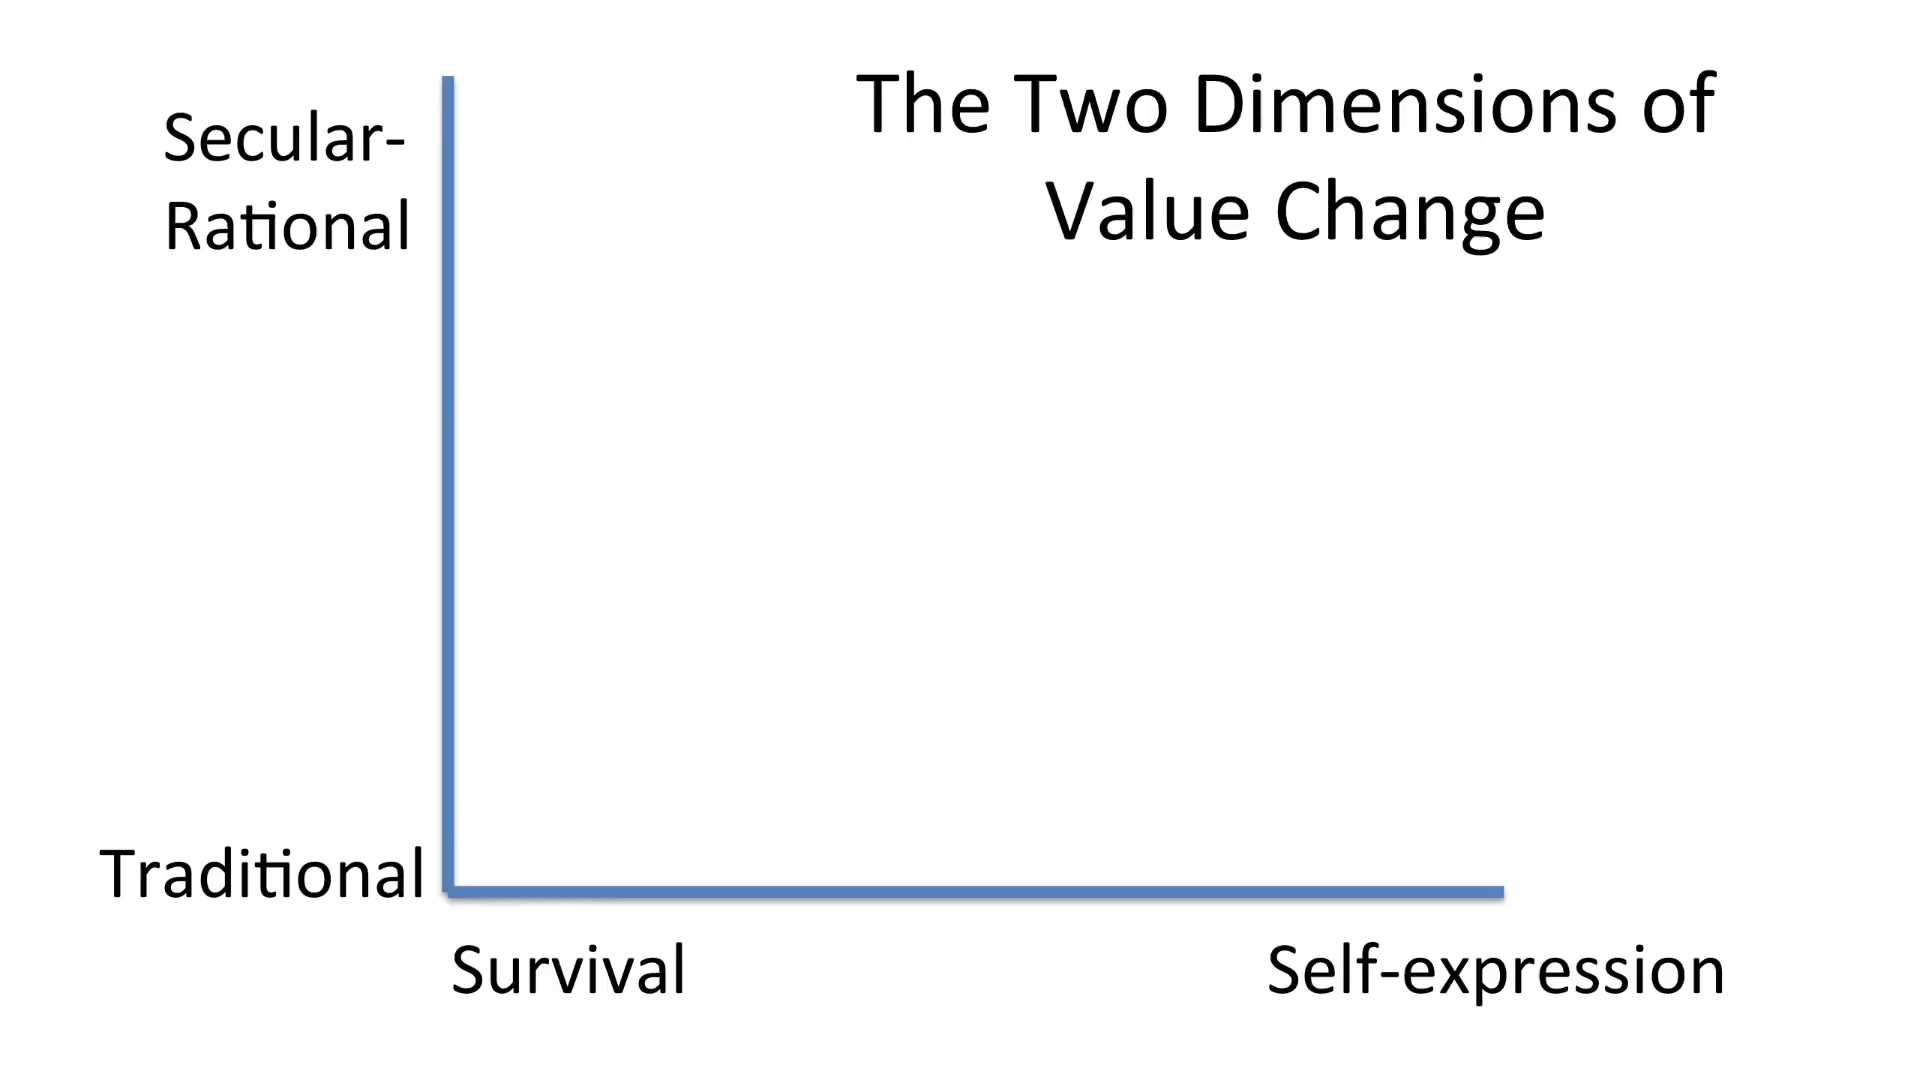 The Two Dimensions of
Value Change
Secular-
Rational
Traditional
Survival
Self-expression